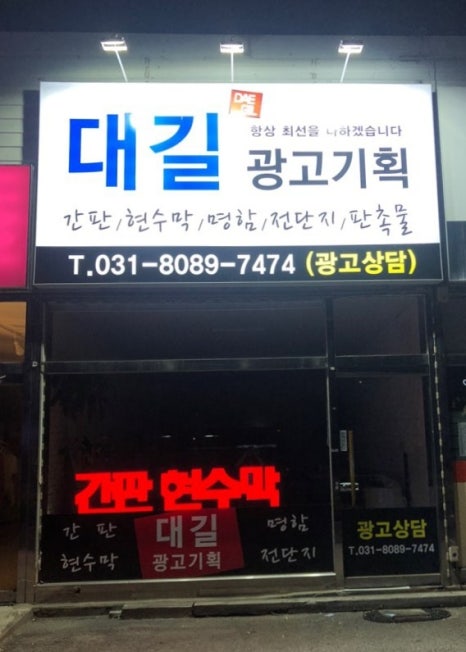 DAE GIL
항상 최선을 다하겠습니다
대길 광고기획
간판/현수막/명함/전단지/판촉물
T.031-8089-7474 (광고상담)
간판 현수막
간판
현수막
대길
광고기획
명함
전단지
광고상담
T.031-8089-7474